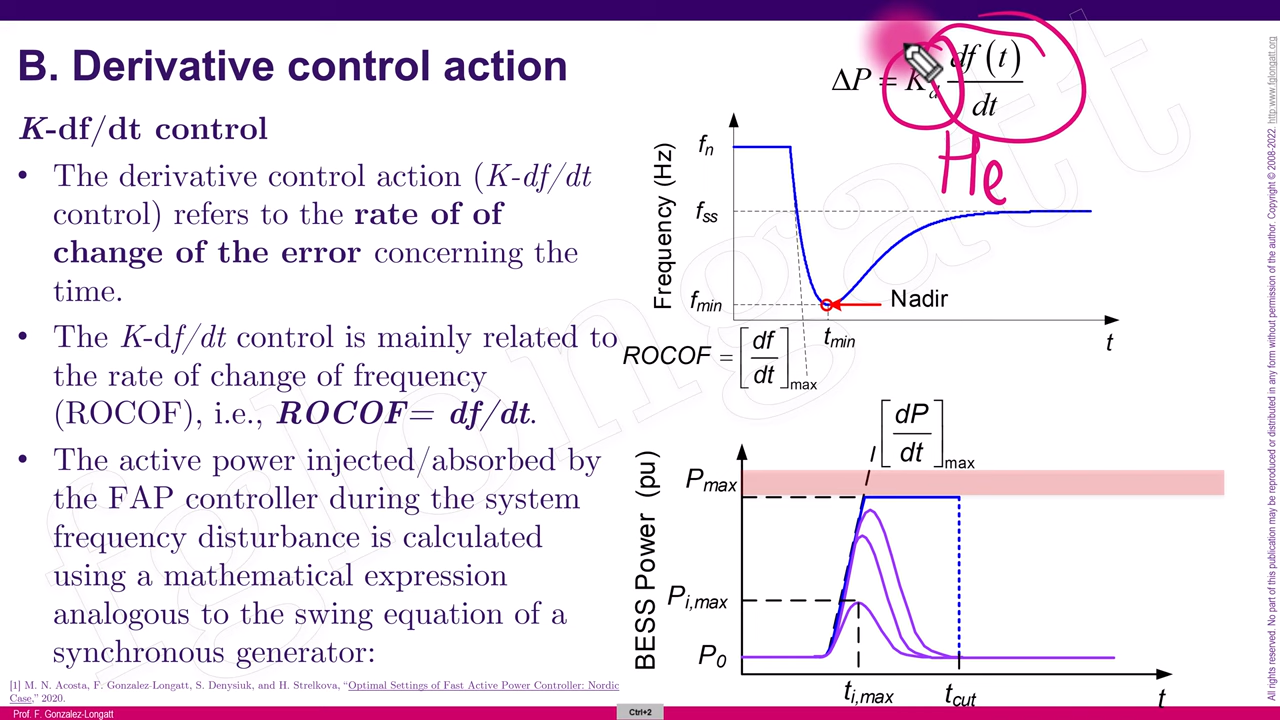 B. Derivative control action
K-df/dt control
• The derivative control action (K-df/dt
control) refers to the rate of of
change of the error concerning the
time.
• The K-df/dt control is mainly related to
the rate of change of frequency
(ROCOF), i.e., ROCOF= df/dt.
• The active power injected/absorbed by
the FAP controller during the system
frequency disturbance is calculated
using a mathematical expression
analogous to the swing equation of a
synchronous generator:
[1] M. N. Acosta, F. Gonzalez-Longatt, S. Denysiuk, and H. Strelkova, “Optimal Settings of Fast Active Power Controller: Nordic
Case,” 2020.
Prof. F. Gonzalez-Longatt
ΔP = K_d df(t)/dt
He
Frequency (Hz)
f_n
f_ss
f_min
Nadir
t_min
t
ROCOF = [df/dt]_max
[dP/dt]_max
BESS Power (pu)
P_max
P_i,max
P_0
t_i,max
t_cut
t
Ctrl+2
fglongatt
All rights reserved. No part of this publication may be reproduced or distributed in any form without permission of the author. Copyright © 2008-2022. http:www.fglongatt.org